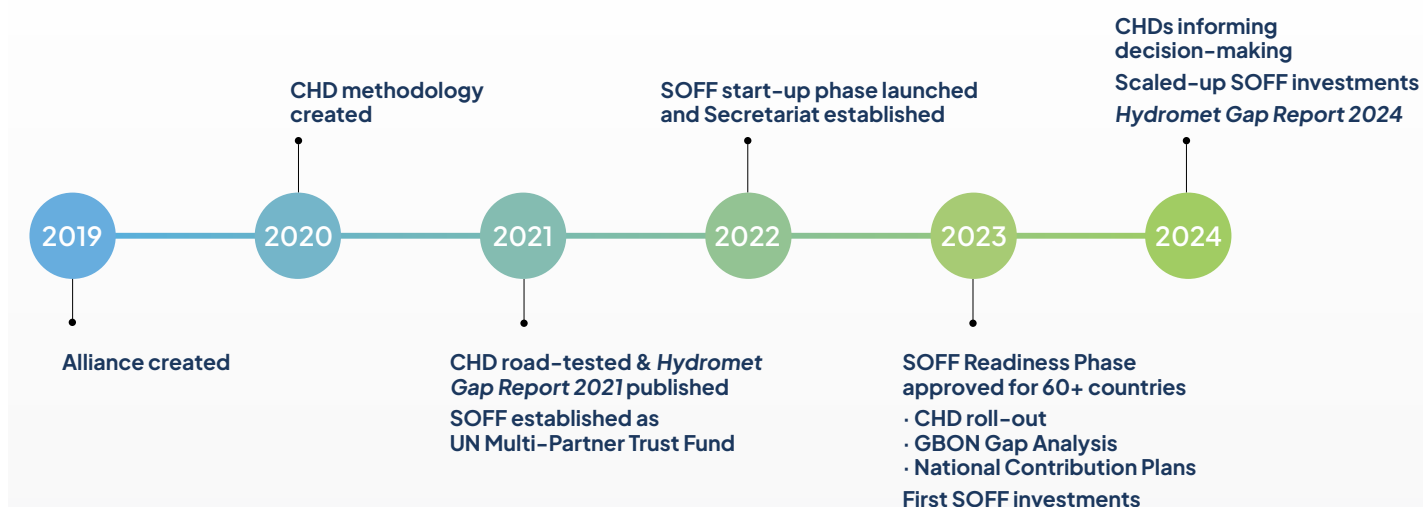 CHDs informing
decision-making
Scaled-up SOFF investments
Hydromet Gap Report 2024
CHD methodology
created
SOFF start-up phase launched
and Secretariat established
2019
2020
2021
2022
2023
2024
Alliance created
CHD road-tested & Hydromet
Gap Report 2021 published
SOFF established as
UN Multi-Partner Trust Fund
SOFF Readiness Phase
approved for 60+ countries
· CHD roll-out
· GBON Gap Analysis
· National Contribution Plans
First SOFF investments